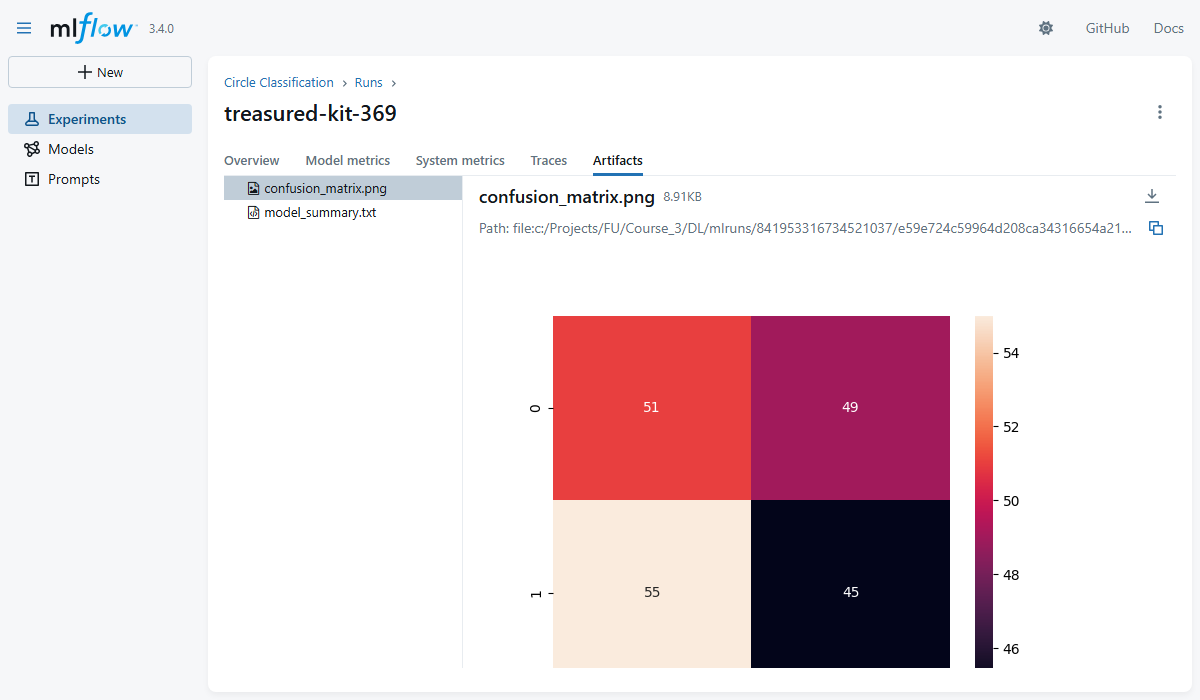 mlflow 3.4.0
GitHub Docs
New
Experiments
Models
Prompts
Circle Classification › Runs ›
treasured-kit-369
Overview Model metrics System metrics Traces Artifacts
confusion_matrix.png
model_summary.txt
confusion_matrix.png 8.91KB
Path: file:c:/Projects/FU/Course_3/DL/mlruns/841953316734521037/e59e724c59964d208ca34316654a21...
0
51 49
1
55 45
54
52
50
48
46